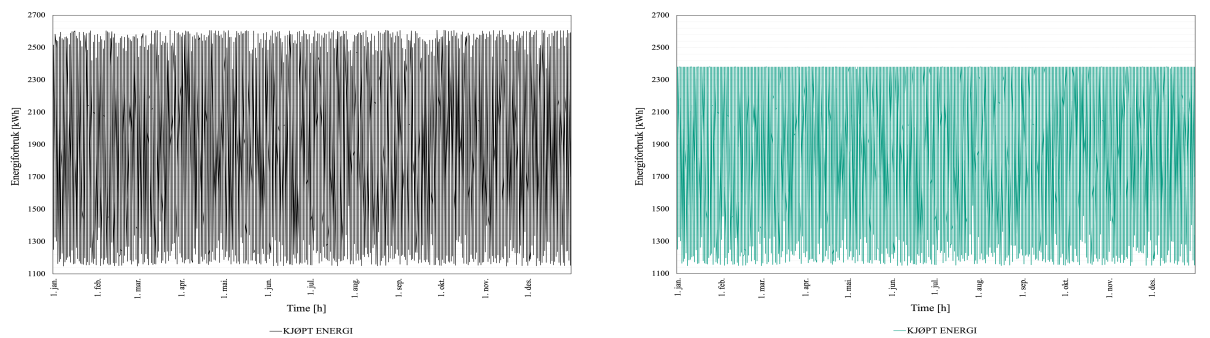 2700
2500
2300
2100
1900
1700
1500
1300
1100
Energiforbruk [kWh]
1. jan.
1. feb.
1. mar.
1. apr.
1. mai.
1. jun.
1. jul.
1. aug.
1. sep.
1. okt.
1. nov.
1. des.
Time [h]
KJØPT ENERGI
2700
2500
2300
2100
1900
1700
1500
1300
1100
Energiforbruk [kWh]
1. jan.
1. feb.
1. mar.
1. apr.
1. mai.
1. jun.
1. jul.
1. aug.
1. sep.
1. okt.
1. nov.
1. des.
Time [h]
KJØPT ENERGI